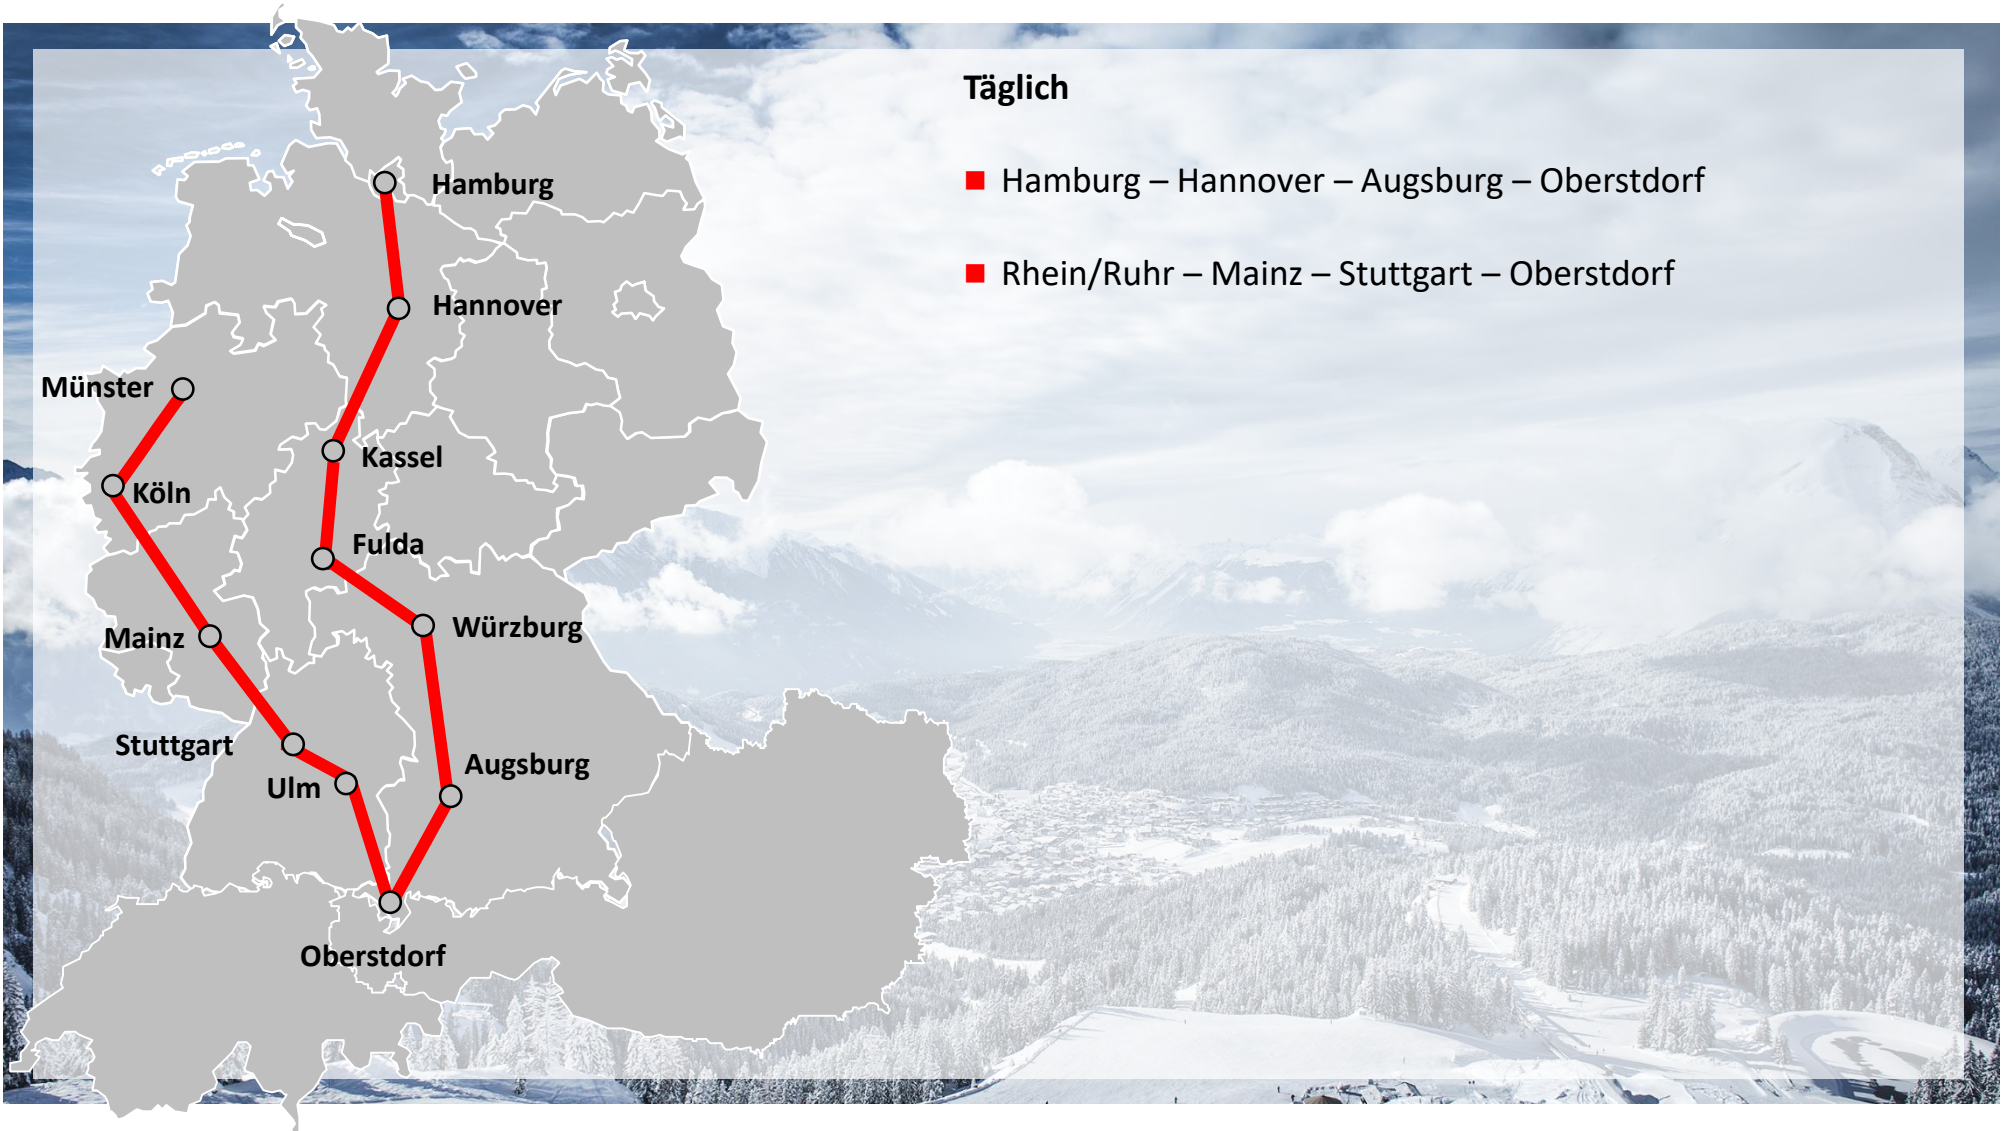 Täglich
Hamburg – Hannover – Augsburg – Oberstdorf
Rhein/Ruhr – Mainz – Stuttgart – Oberstdorf
Hamburg
Hannover
Münster
Kassel
Köln
Fulda
Würzburg
Mainz
Stuttgart
Augsburg
Ulm
Oberstdorf